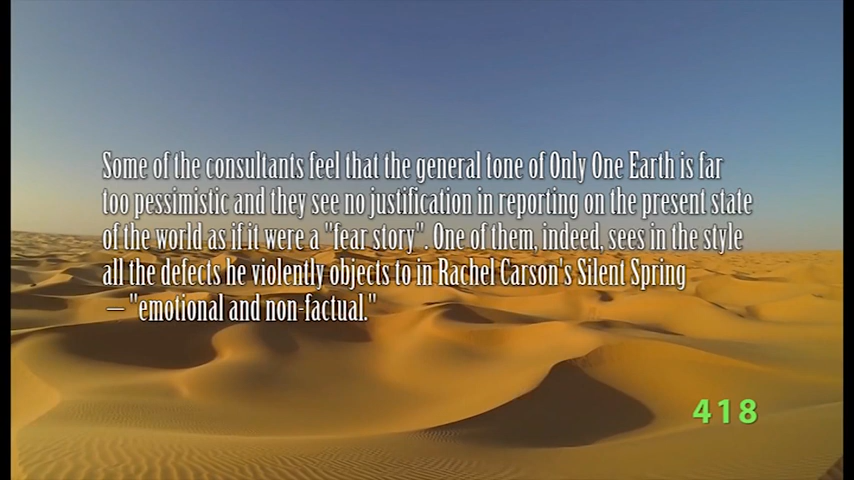 Some of the consultants feel that the general tone of Only One Earth is far
too pessimistic and they see no justification in reporting on the present state
of the world as if it were a "fear story". One of them, indeed, sees in the style
all the defects he violently objects to in Rachel Carson's Silent Spring
– "emotional and non-factual."
418